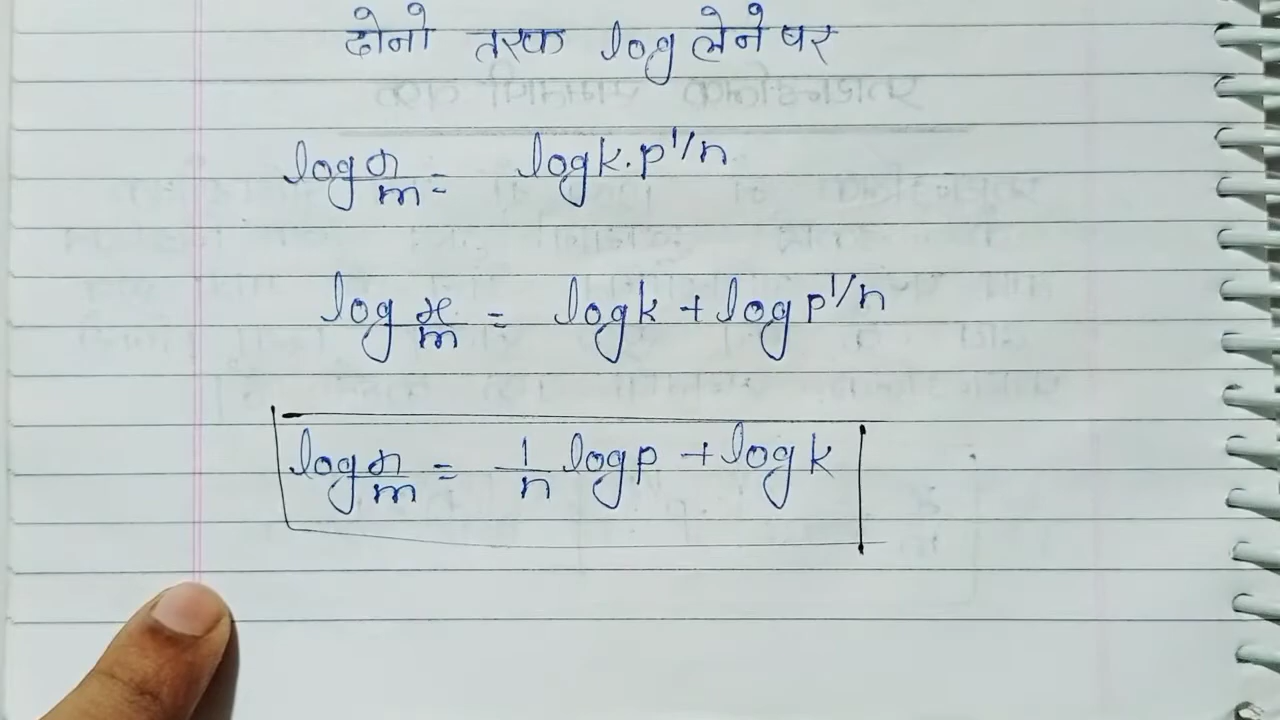 दोनो तरफ log लेने पर
log x/m = log k.p^1/n
log x/m = log k + log p^1/n
log x/m = 1/n log p + log k